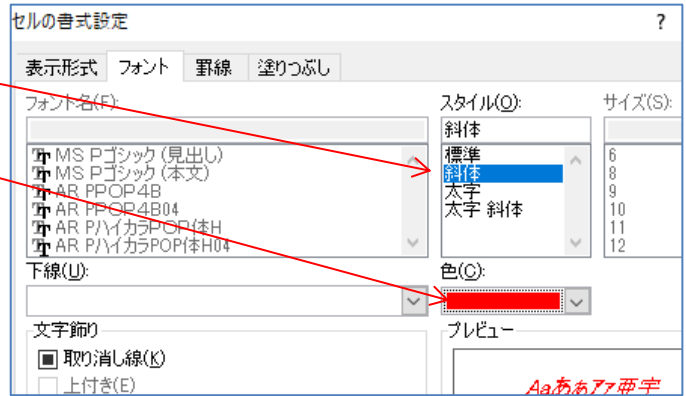 セルの書式設定 ?
表示形式 フォント 罫線 塗りつぶし
フォント名(F): スタイル(O): サイズ(S):
斜体
MS Pゴシック (見出し) 標準 6
MS Pゴシック (本文) 斜体 8
AR PPOP4B 太字 9
AR PPOP4B04 太字 斜体 10
AR PハイカラPOP体H 11
AR PハイカラPOP体H04 12
下線(U): 色(C):
文字飾り プレビュー
取り消し線(K)
上付き(E) Aaあぁアァ亜宇